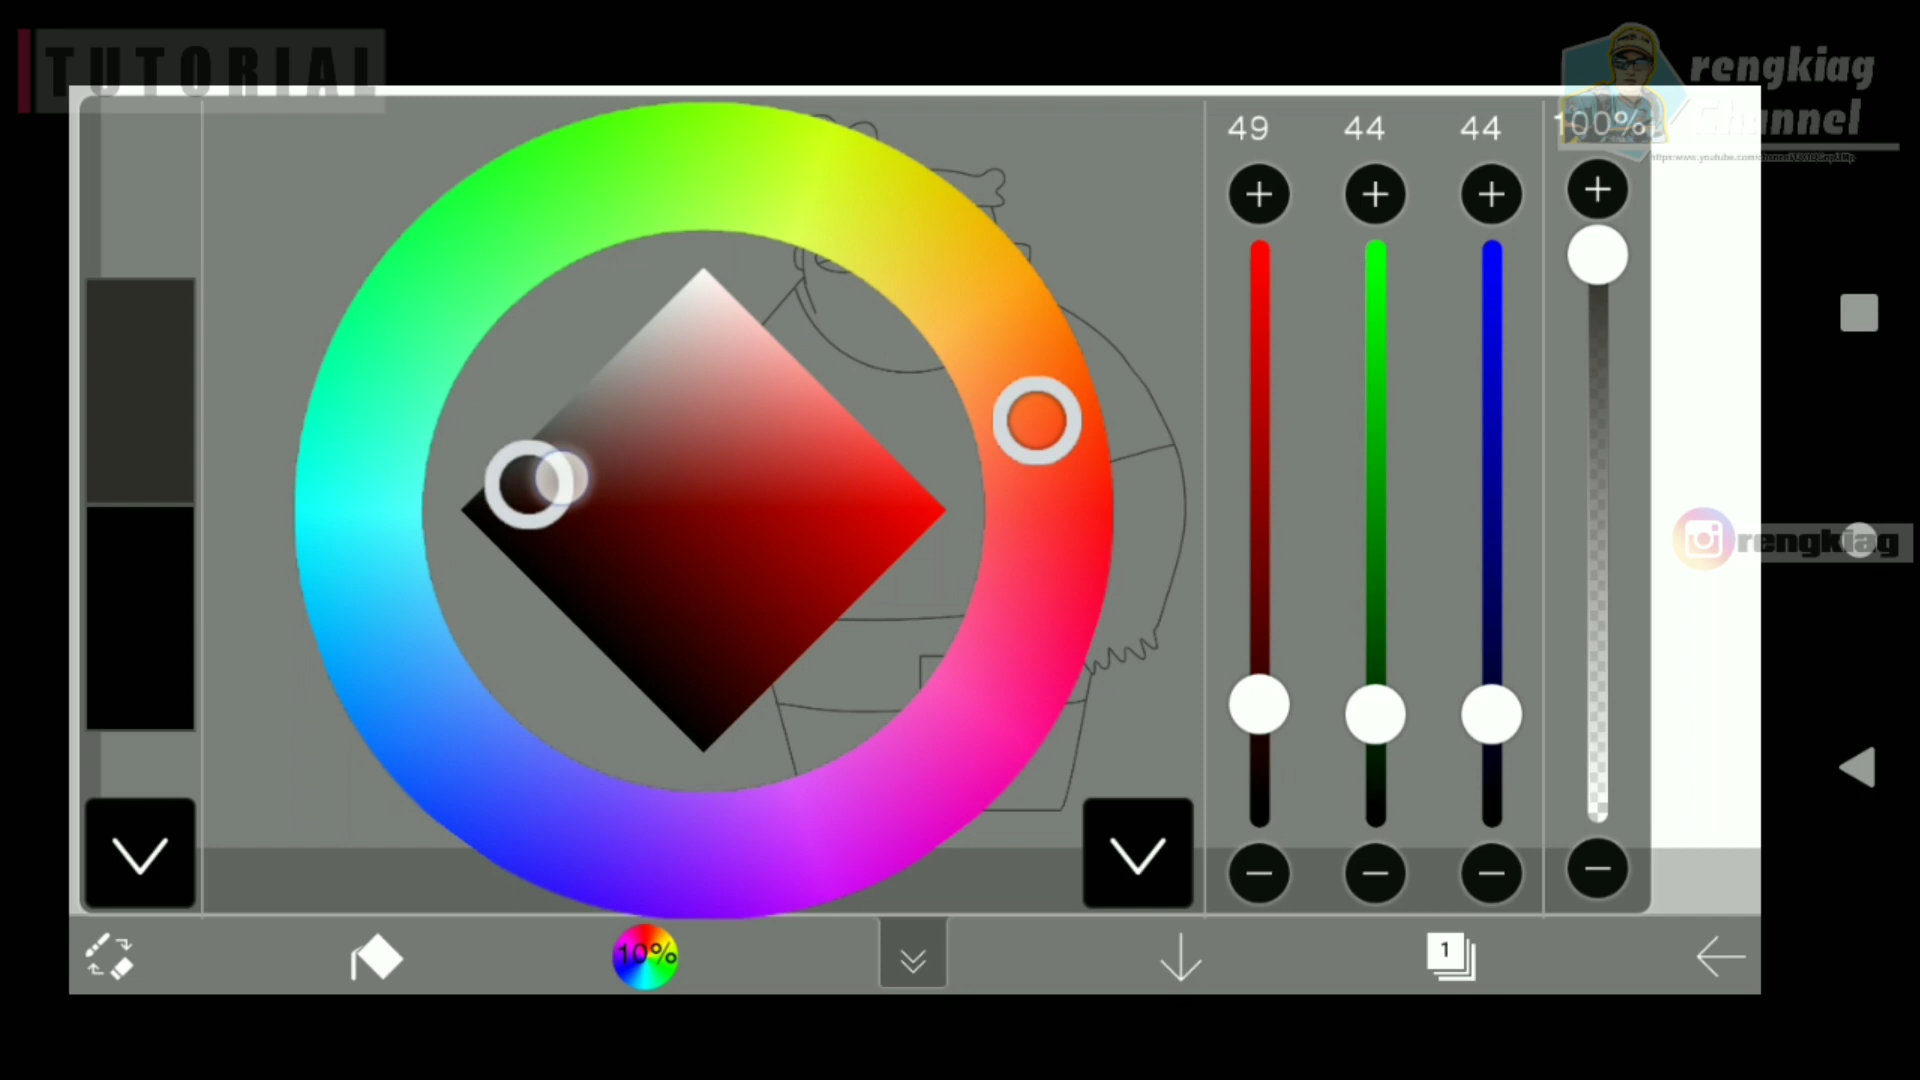 TUTORIAL
rengkiag
Channel
49 44 44 100%
rengkiag
10%
1